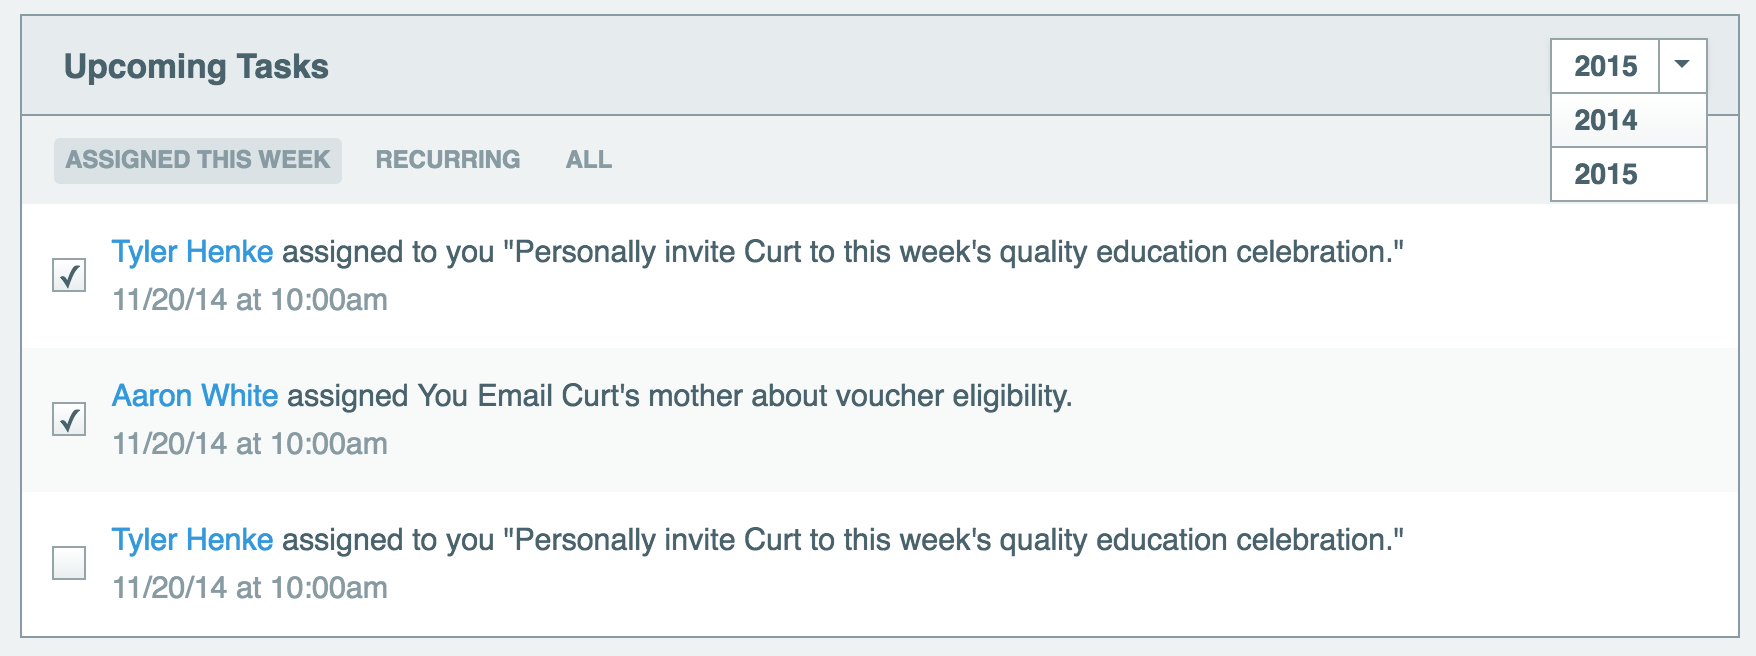 Upcoming Tasks
2015
2014
2015
ASSIGNED THIS WEEK RECURRING ALL
Tyler Henke assigned to you "Personally invite Curt to this week's quality education celebration."
11/20/14 at 10:00am
Aaron White assigned You Email Curt's mother about voucher eligibility.
11/20/14 at 10:00am
Tyler Henke assigned to you "Personally invite Curt to this week's quality education celebration."
11/20/14 at 10:00am